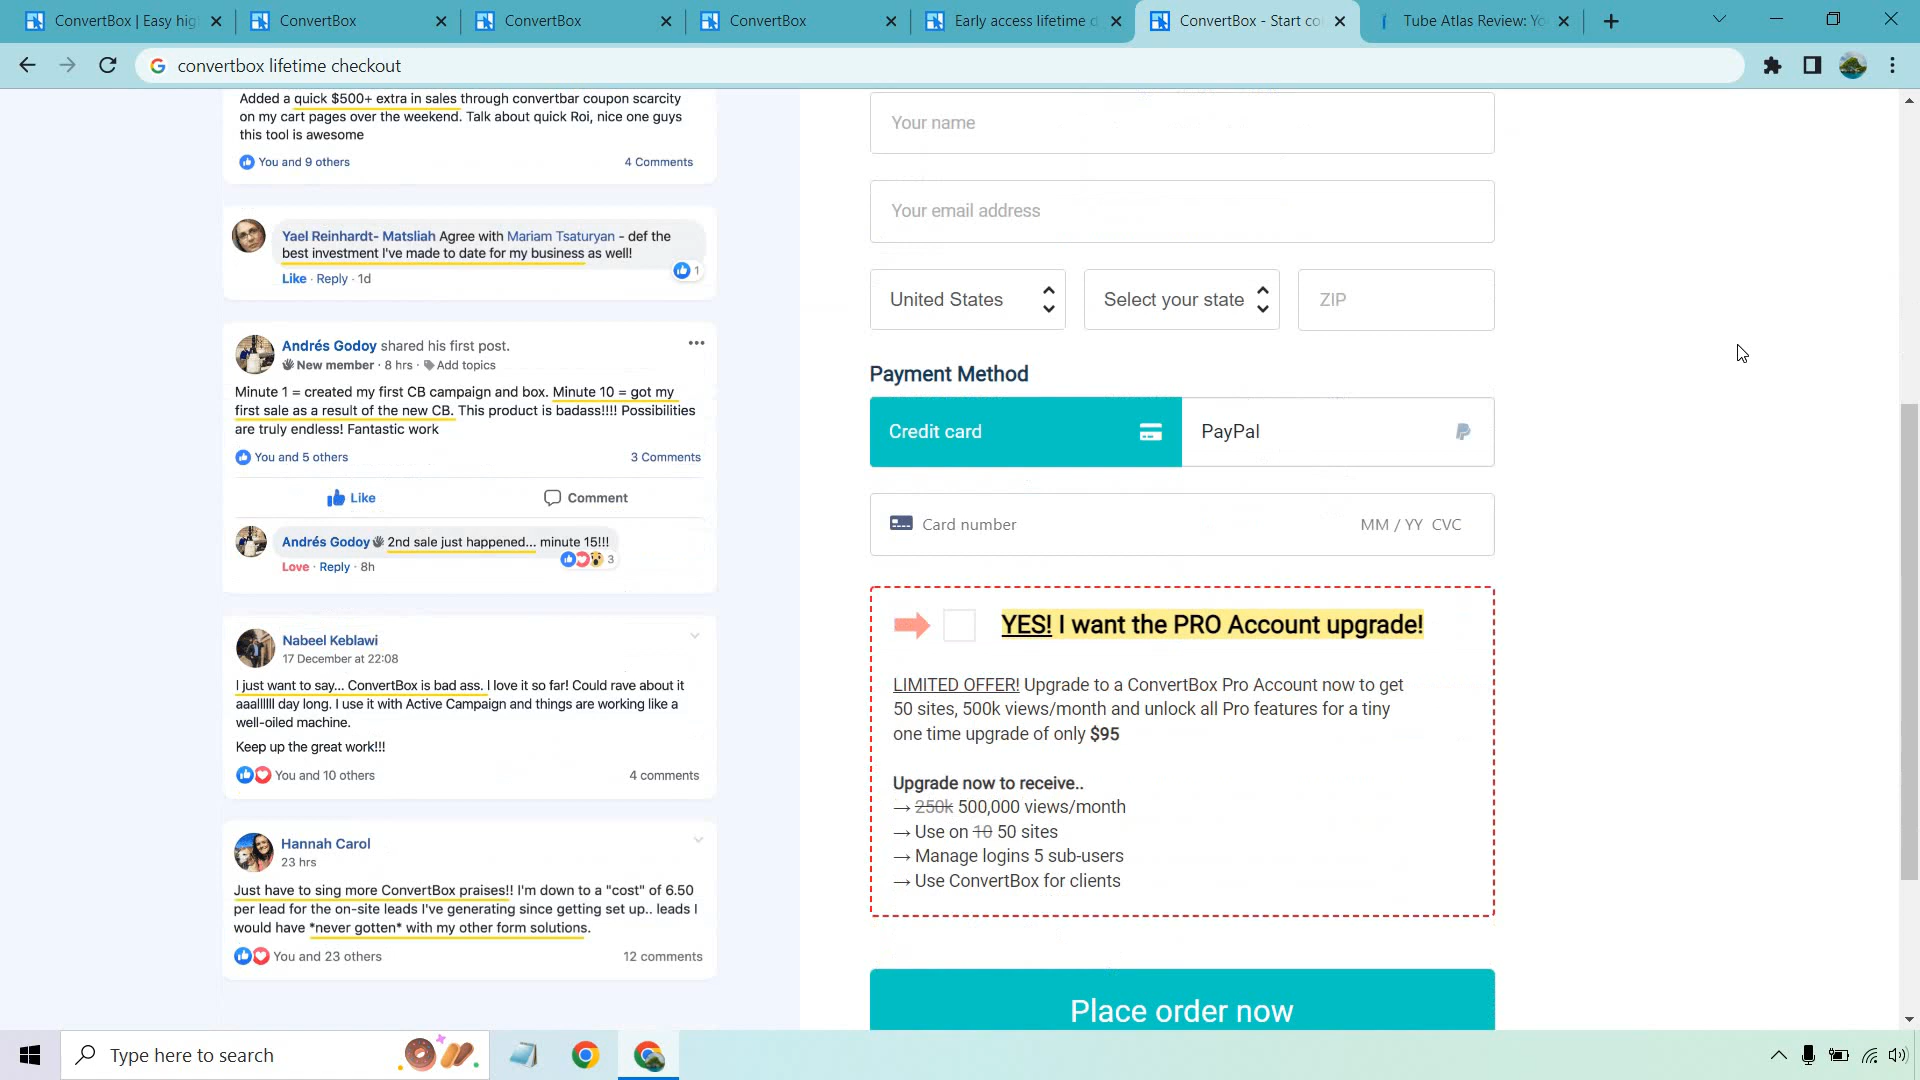 ConvertBox | Easy hig
ConvertBox
ConvertBox
ConvertBox
Early access lifetime d
ConvertBox - Start co
Tube Atlas Review: Yo
convertbox lifetime checkout
Added a quick $500+ extra in sales through convertbar coupon scarcity
on my cart pages over the weekend. Talk about quick Roi, nice one guys
this tool is awesome
You and 9 others
4 Comments
Yael Reinhardt- Matsliah Agree with Mariam Tsaturyan - def the
best investment I've made to date for my business as well!
1
Like · Reply · 1d
Andrés Godoy shared his first post.
New member · 8 hrs · Add topics
Minute 1 = created my first CB campaign and box. Minute 10 = got my
first sale as a result of the new CB. This product is badass!!!! Possibilities
are truly endless! Fantastic work
You and 5 others
3 Comments
Like
Comment
Andrés Godoy 2nd sale just happened... minute 15!!!
3
Love · Reply · 8h
Nabeel Keblawi
17 December at 22:08
I just want to say... ConvertBox is bad ass. I love it so far! Could rave about it
aaallllll day long. I use it with Active Campaign and things are working like a
well-oiled machine.
Keep up the great work!!!
You and 10 others
4 comments
Hannah Carol
23 hrs
Just have to sing more ConvertBox praises!! I'm down to a "cost" of 6.50
per lead for the on-site leads I've generating since getting set up.. leads I
would have *never gotten* with my other form solutions.
You and 23 others
12 comments
Your name
Your email address
United States
Select your state
ZIP
Payment Method
Credit card
PayPal
Card number
MM / YY CVC
YES! I want the PRO Account upgrade!
LIMITED OFFER! Upgrade to a ConvertBox Pro Account now to get
50 sites, 500k views/month and unlock all Pro features for a tiny
one time upgrade of only $95
Upgrade now to receive..
→ 250k 500,000 views/month
→ Use on 10 50 sites
→ Manage logins 5 sub-users
→ Use ConvertBox for clients
Place order now
Type here to search